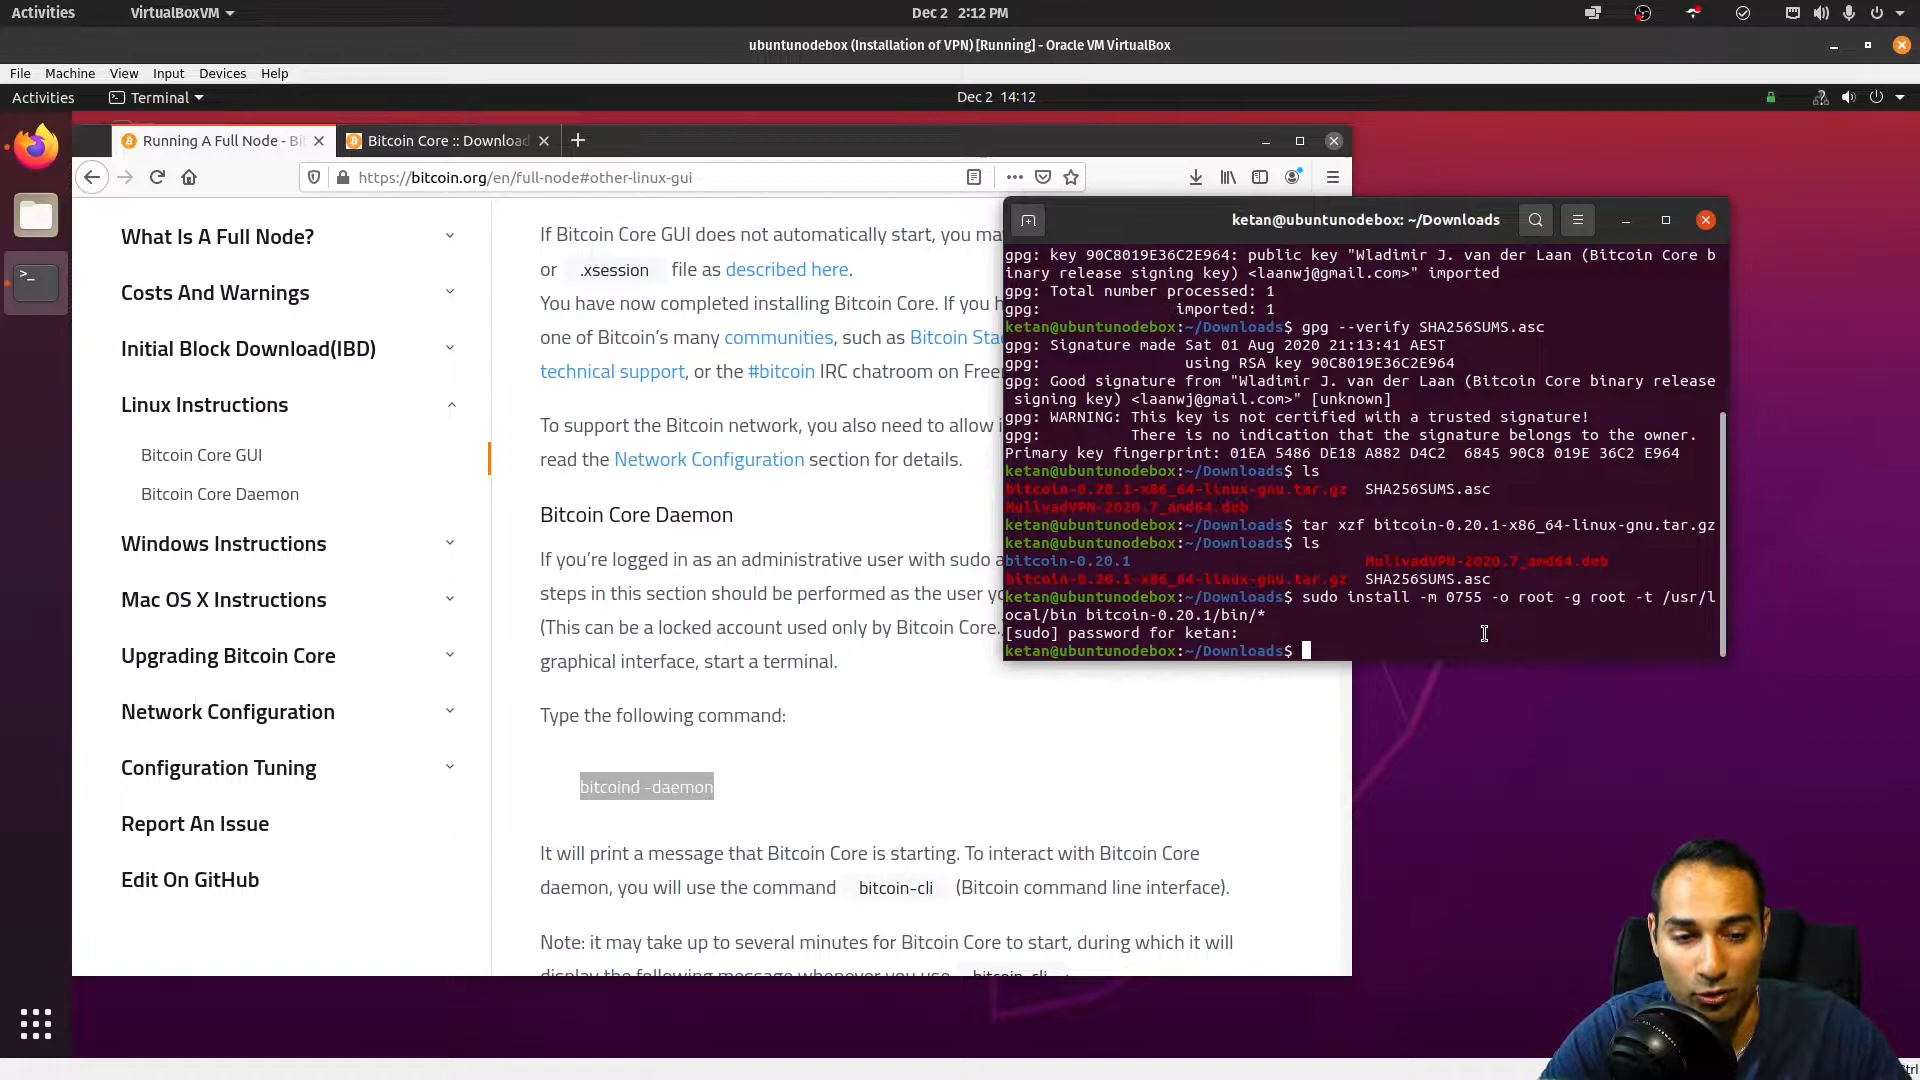 Activities
VirtualBoxVM
Dec 2 2:12 PM
ubuntunodebox (Installation of VPN) [Running] - Oracle VM VirtualBox
File Machine View Input Devices Help
Activities
Terminal
Dec 2 14:12
Running A Full Node - Bit
Bitcoin Core :: Download
https://bitcoin.org/en/full-node#other-linux-gui
What Is A Full Node?
Costs And Warnings
Initial Block Download(IBD)
Linux Instructions
Bitcoin Core GUI
Bitcoin Core Daemon
Windows Instructions
Mac OS X Instructions
Upgrading Bitcoin Core
Network Configuration
Configuration Tuning
Report An Issue
Edit On GitHub
If Bitcoin Core GUI does not automatically start, you ma
or .xsession file as described here.
You have now completed installing Bitcoin Core. If you h
one of Bitcoin’s many communities, such as Bitcoin Sta
technical support, or the #bitcoin IRC chatroom on Free
To support the Bitcoin network, you also need to allow i
read the Network Configuration section for details.
Bitcoin Core Daemon
If you’re logged in as an administrative user with sudo a
steps in this section should be performed as the user yo
(This can be a locked account used only by Bitcoin Core.
graphical interface, start a terminal.
Type the following command:
bitcoind -daemon
It will print a message that Bitcoin Core is starting. To interact with Bitcoin Core
daemon, you will use the command bitcoin-cli (Bitcoin command line interface).
Note: it may take up to several minutes for Bitcoin Core to start, during which it will
display the following message whenever you use bitcoin-cli :
ketan@ubuntunodebox: ~/Downloads
gpg: key 90C8019E36C2E964: public key "Wladimir J. van der Laan (Bitcoin Core b
inary release signing key) <laanwj@gmail.com>" imported
gpg: Total number processed: 1
gpg: imported: 1
ketan@ubuntunodebox:~/Downloads$ gpg --verify SHA256SUMS.asc
gpg: Signature made Sat 01 Aug 2020 21:13:41 AEST
gpg: using RSA key 90C8019E36C2E964
gpg: Good signature from "Wladimir J. van der Laan (Bitcoin Core binary release
signing key) <laanwj@gmail.com>" [unknown]
gpg: WARNING: This key is not certified with a trusted signature!
gpg: There is no indication that the signature belongs to the owner.
Primary key fingerprint: 01EA 5486 DE18 A882 D4C2 6845 90C8 019E 36C2 E964
ketan@ubuntunodebox:~/Downloads$ ls
bitcoin-0.20.1-x86_64-linux-gnu.tar.gz SHA256SUMS.asc
MullvadVPN-2020.7_amd64.deb
ketan@ubuntunodebox:~/Downloads$ tar xzf bitcoin-0.20.1-x86_64-linux-gnu.tar.gz
ketan@ubuntunodebox:~/Downloads$ ls
bitcoin-0.20.1 MullvadVPN-2020.7_amd64.deb
bitcoin-0.20.1-x86_64-linux-gnu.tar.gz SHA256SUMS.asc
ketan@ubuntunodebox:~/Downloads$ sudo install -m 0755 -o root -g root -t /usr/l
ocal/bin bitcoin-0.20.1/bin/*
[sudo] password for ketan:
ketan@ubuntunodebox:~/Downloads$